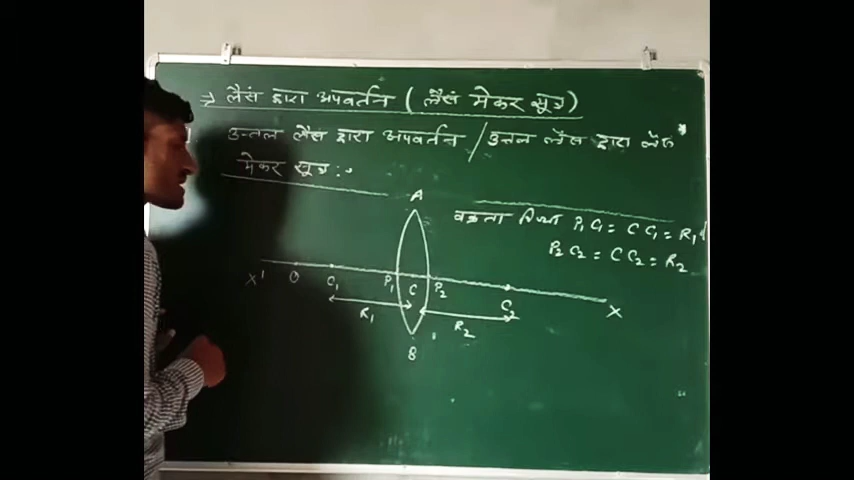 → लैंस द्वारा अपवर्तन ( लैंस मेकर सूत्र )
उन्तल लैंस द्वारा अपवर्तन / उत्तल लैंस द्वारा लेंस
मेकर सूत्र :-
A
वक्रता त्रिज्या P₁C₁ = CC₁ = R₁
P₂C₂ = CC₂ = R₂
X' O C₁ P₁ C P₂ C₂ X
R₁ R₂
B